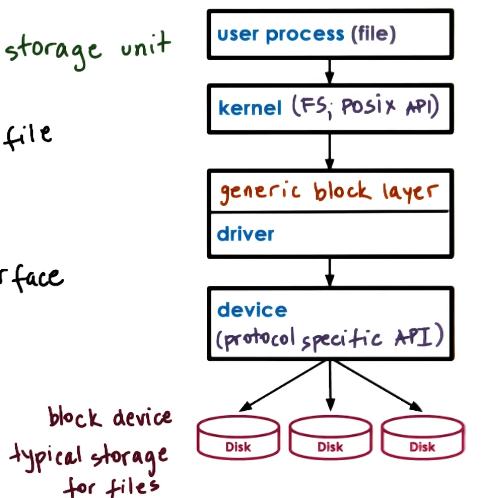 user process (file)
storage unit
kernel (FS, POSIX API)
file
generic block layer
driver
face
device
(protocol specific API)
block device
typical storage
for files
Disk
Disk
Disk